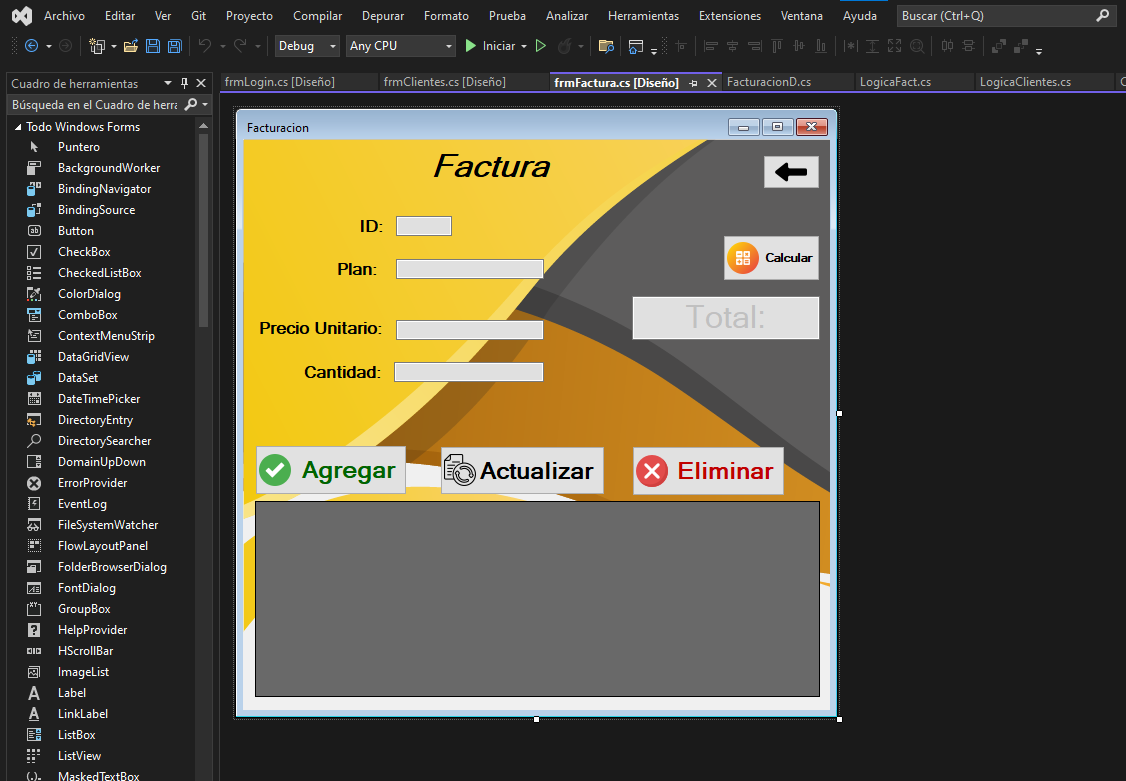 Archivo Editar Ver Git Proyecto Compilar Depurar Formato Prueba Analizar Herramientas Extensiones Ventana Ayuda Buscar (Ctrl+Q)
Debug Any CPU Iniciar
Cuadro de herramientas
frmLogin.cs [Diseño] frmClientes.cs [Diseño] frmFactura.cs [Diseño] FacturacionD.cs LogicaFact.cs LogicaClientes.cs
Búsqueda en el Cuadro de herra
Todo Windows Forms
Puntero
BackgroundWorker
BindingNavigator
BindingSource
Button
CheckBox
CheckedListBox
ColorDialog
ComboBox
ContextMenuStrip
DataGridView
DataSet
DateTimePicker
DirectoryEntry
DirectorySearcher
DomainUpDown
ErrorProvider
EventLog
FileSystemWatcher
FlowLayoutPanel
FolderBrowserDialog
FontDialog
GroupBox
HelpProvider
HScrollBar
ImageList
Label
LinkLabel
ListBox
ListView
MaskedTextBox
Facturacion
Factura
ID:
Plan:
Calcular
Total:
Precio Unitario:
Cantidad:
Agregar Actualizar Eliminar